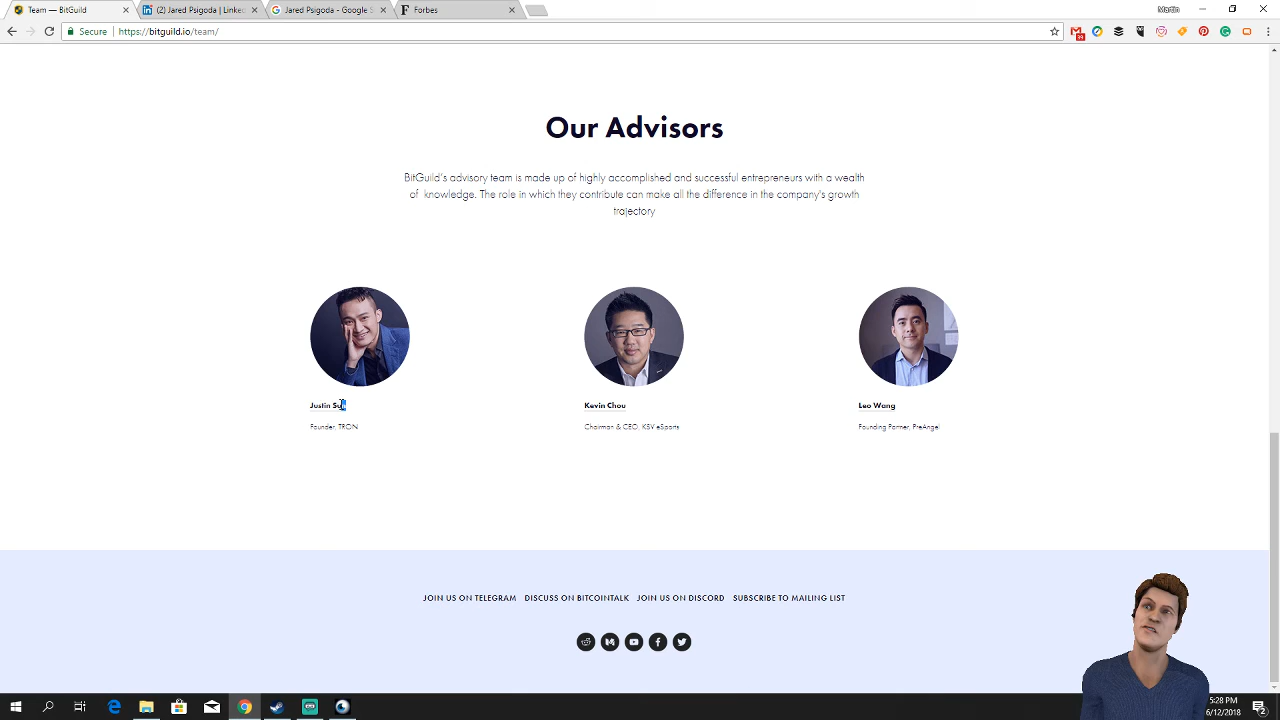 Team — BitGuild
(2) Jared Psigoda | Linked
Jared Psigoda - Google S
Forbes
Martin
Secure
https://bitguild.io/team/
39
Our Advisors
BitGuild's advisory team is made up of highly accomplished and successful entrepreneurs with a wealth
of knowledge. The role in which they contribute can make all the difference in the company's growth
trajectory
Justin Sun
Kevin Chou
Leo Wang
Founder, TRON
Chairman & CEO, KSV eSports
Founding Partner, PreAngel
JOIN US ON TELEGRAM
DISCUSS ON BITCOINTALK
JOIN US ON DISCORD
SUBSCRIBE TO MAILING LIST
5:28 PM
6/12/2018
2